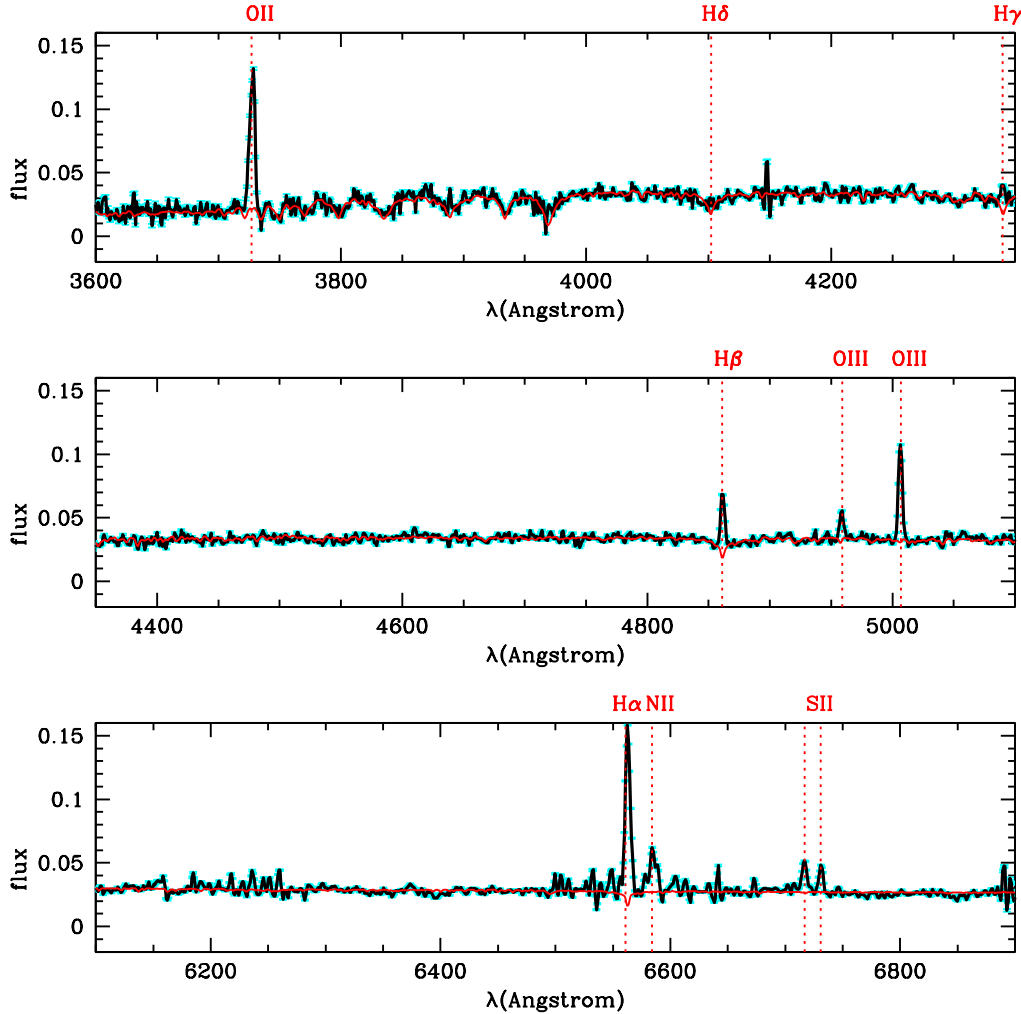 OII Hδ Hγ
0.15
0.1
0.05
0
flux
3600 3800 4000 4200
λ(Angstrom)
Hβ OIII OIII
0.15
0.1
0.05
0
flux
4400 4600 4800 5000
λ(Angstrom)
Hα NII SII
0.15
0.1
0.05
0
flux
6200 6400 6600 6800
λ(Angstrom)